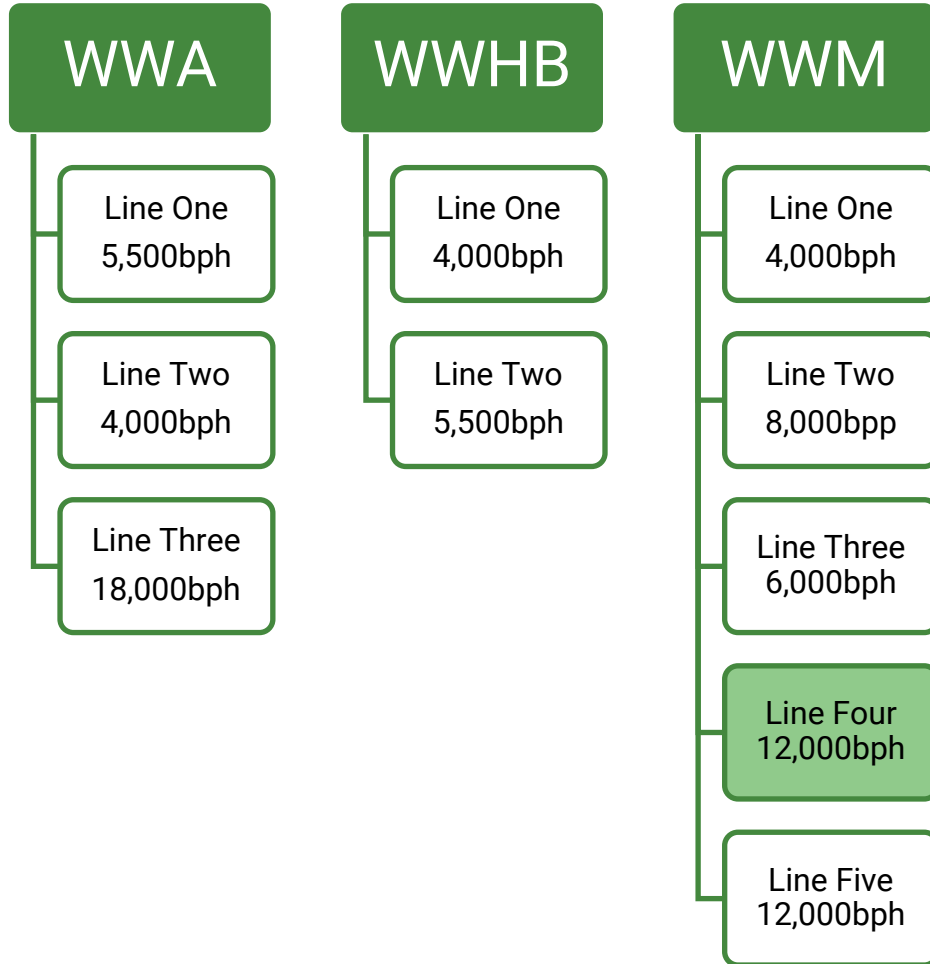 WWA
Line One
5,500bph
Line Two
4,000bph
Line Three
18,000bph
WWHB
Line One
4,000bph
Line Two
5,500bph
WWM
Line One
4,000bph
Line Two
8,000bpp
Line Three
6,000bph
Line Four
12,000bph
Line Five
12,000bph